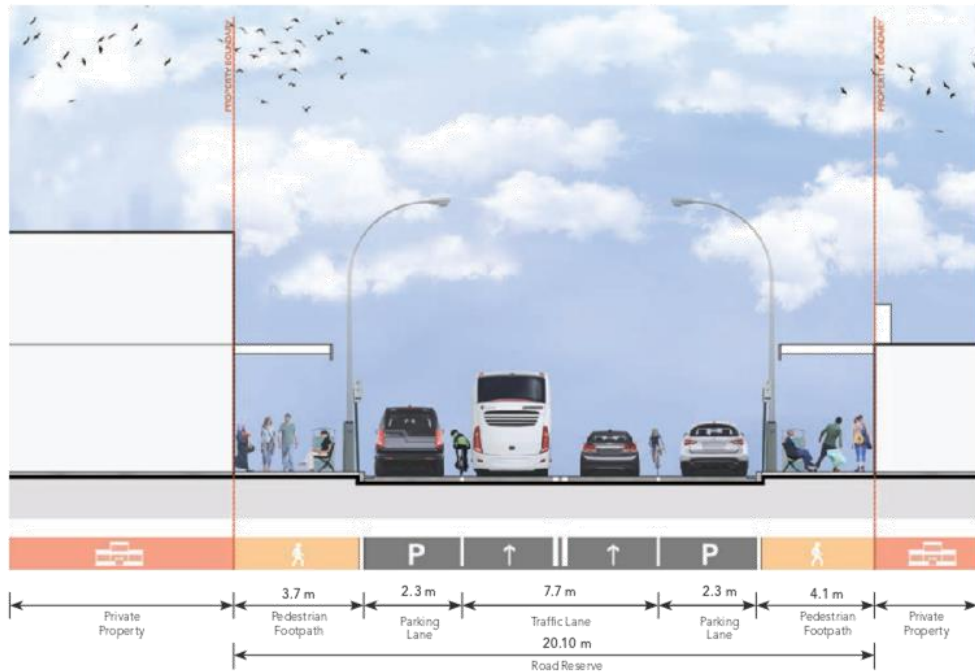 PROPERTY BOUNDARY
PROPERTY BOUNDARY
P
P
3.7 m
2.3 m
7.7 m
2.3 m
4.1 m
Private
Property
Pedestrian
Footpath
Parking
Lane
Traffic Lane
Parking
Lane
Pedestrian
Footpath
Private
Property
20.10 m
Road Reserve